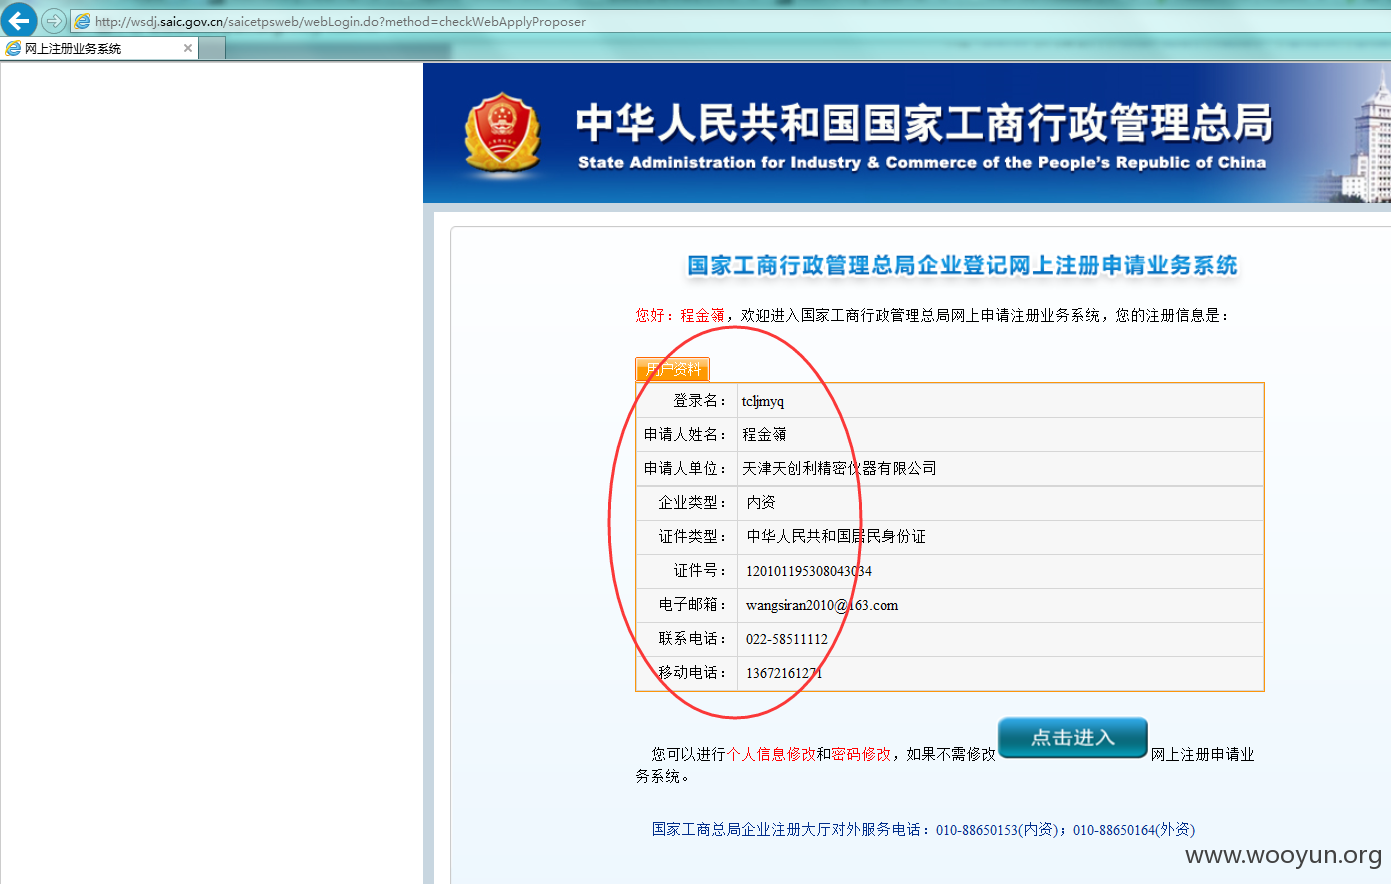 http://wsdj.saic.gov.cn/saicetpsweb/webLogin.do?method=checkWebApplyProposer
网上注册业务系统
中华人民共和国国家工商行政管理总局
State Administration for Industry & Commerce of the People's Republic of China
国家工商行政管理总局企业登记网上注册申请业务系统
您好：程金嶺，欢迎进入国家工商行政管理总局网上申请注册业务系统，您的注册信息是：
用户资料
登录名： tcljmyq
申请人姓名： 程金嶺
申请人单位： 天津天创利精密仪器有限公司
企业类型： 内资
证件类型： 中华人民共和国居民身份证
证件号： 120101195308043034
电子邮箱： wangsiran2010@163.com
联系电话： 022-58511112
移动电话： 13672161271
您可以进行个人信息修改和密码修改，如果不需修改 点击进入 网上注册申请业
务系统。
国家工商总局企业注册大厅对外服务电话：010-88650153(内资)；010-88650164(外资)
www.wooyun.org